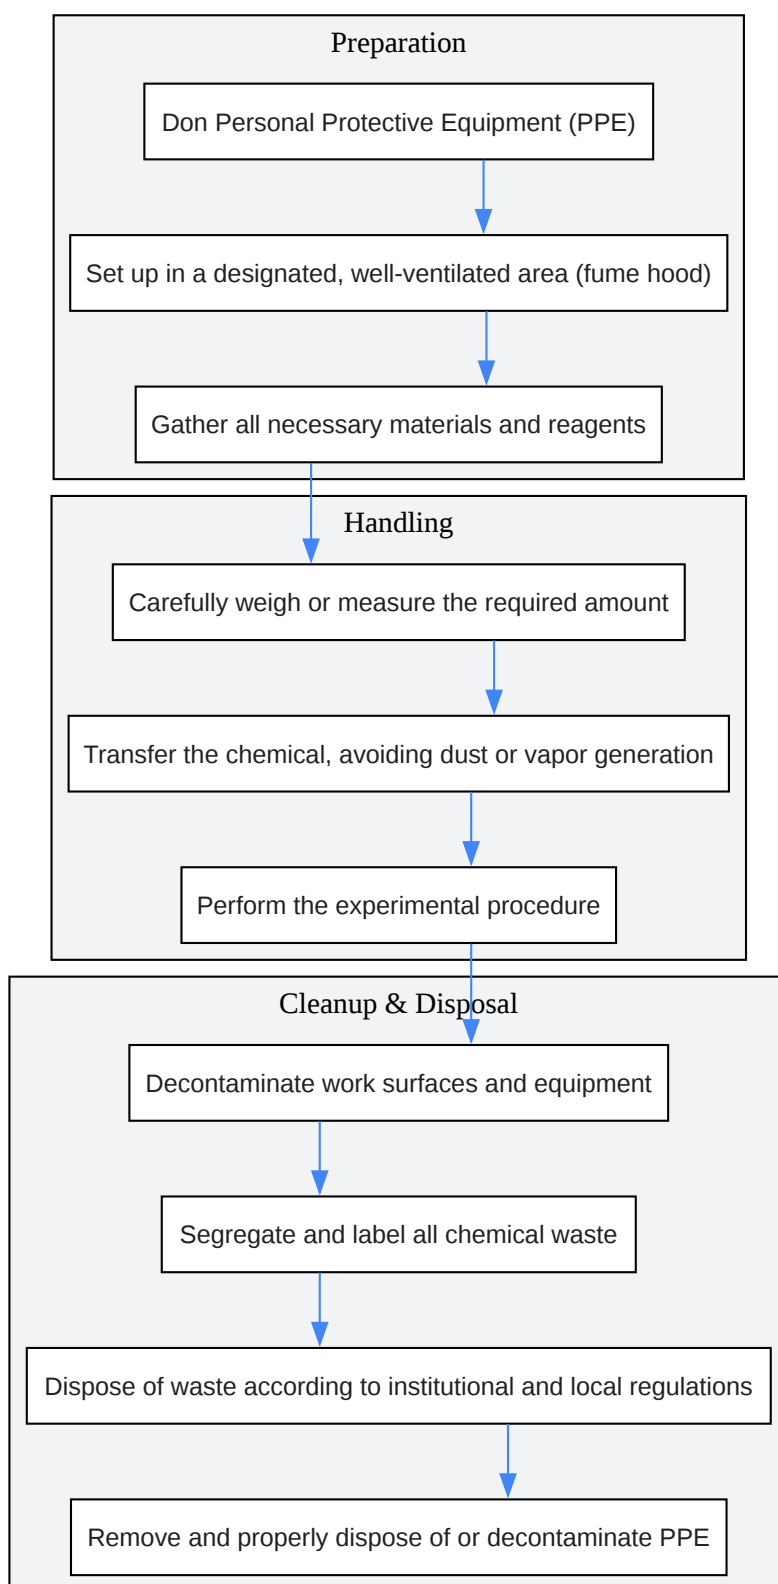 Preparation
Don Personal Protective Equipment (PPE)
Set up in a designated, well-ventilated area (fume hood)
Gather all necessary materials and reagents
Handling
Carefully weigh or measure the required amount
Transfer the chemical, avoiding dust or vapor generation
Perform the experimental procedure
Cleanup & Disposal
Decontaminate work surfaces and equipment
Segregate and label all chemical waste
Dispose of waste according to institutional and local regulations
Remove and properly dispose of or decontaminate PPE